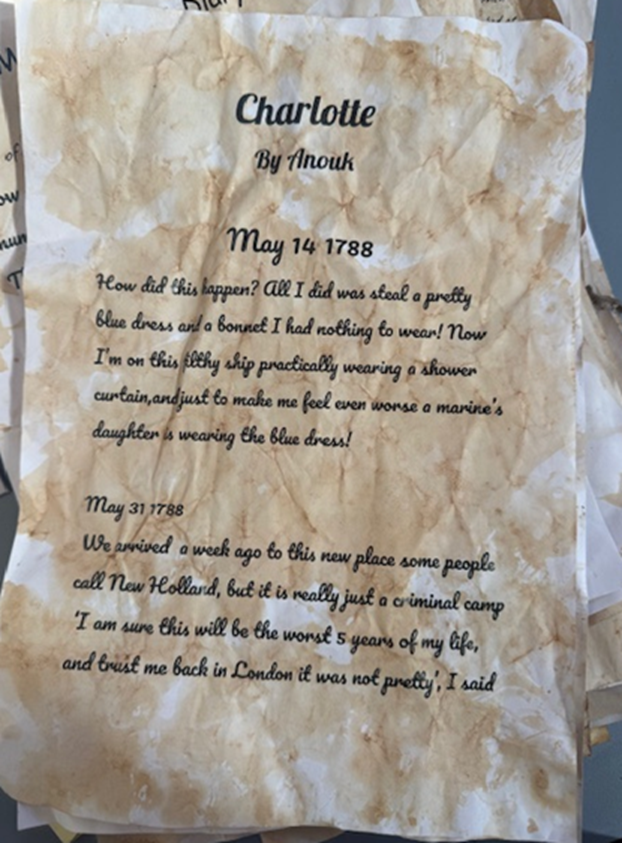 Charlotte
By Anouk
May 14 1788
How did this happen? All I did was steal a pretty
blue dress and a bonnet I had nothing to wear! Now
I'm on this filthy ship practically wearing a shower
curtain,andjust to make me feel even worse a marine's
daughter is wearing the blue dress!
May 31 1788
We arrived a week ago to this new place some people
call New Holland, but it is really just a criminal camp
'I am sure this will be the worst 5 years of my life,
and trust me back in London it was not pretty', I said